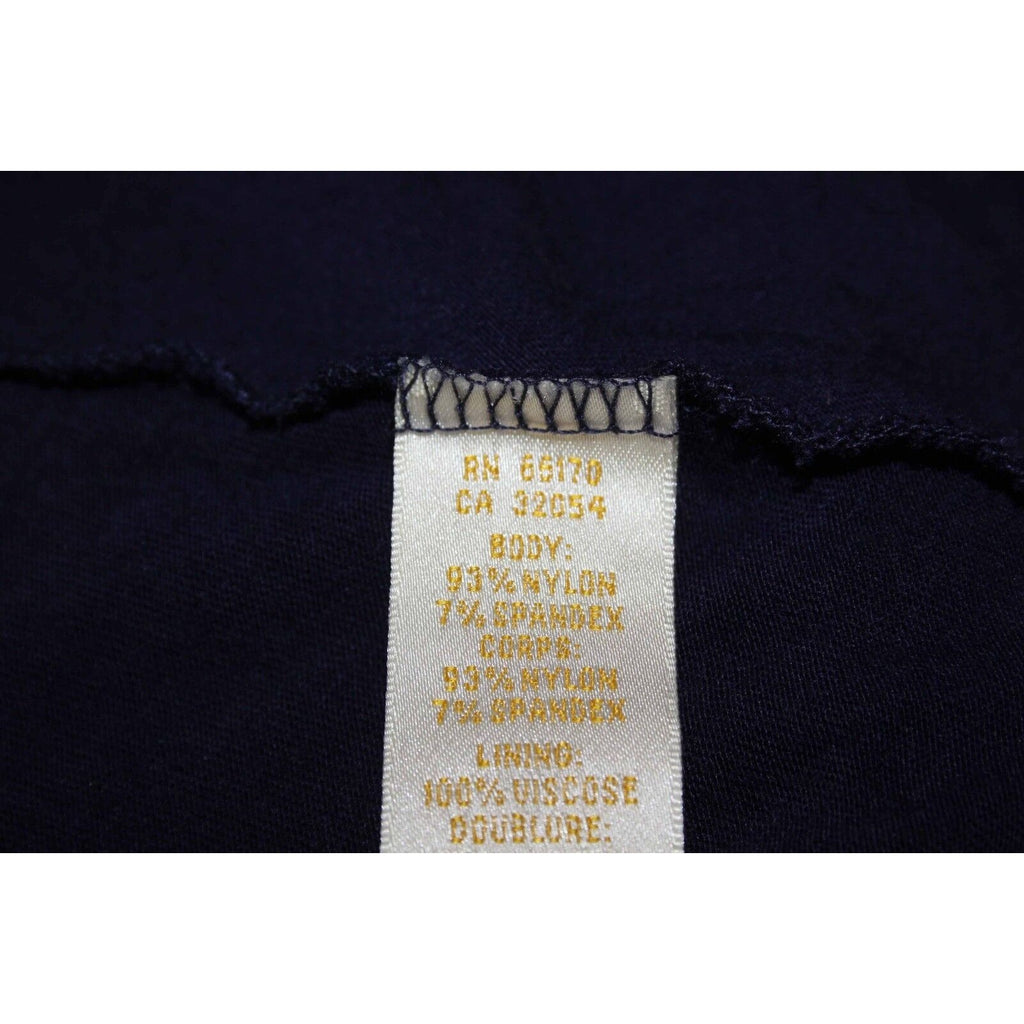 RN 65170
CA 32054
BODY:
93% NYLON
7% SPANDEX
CORPS:
93% NYLON
7% SPANDEX
LINING:
100% VISCOSE
DOUBLURE: